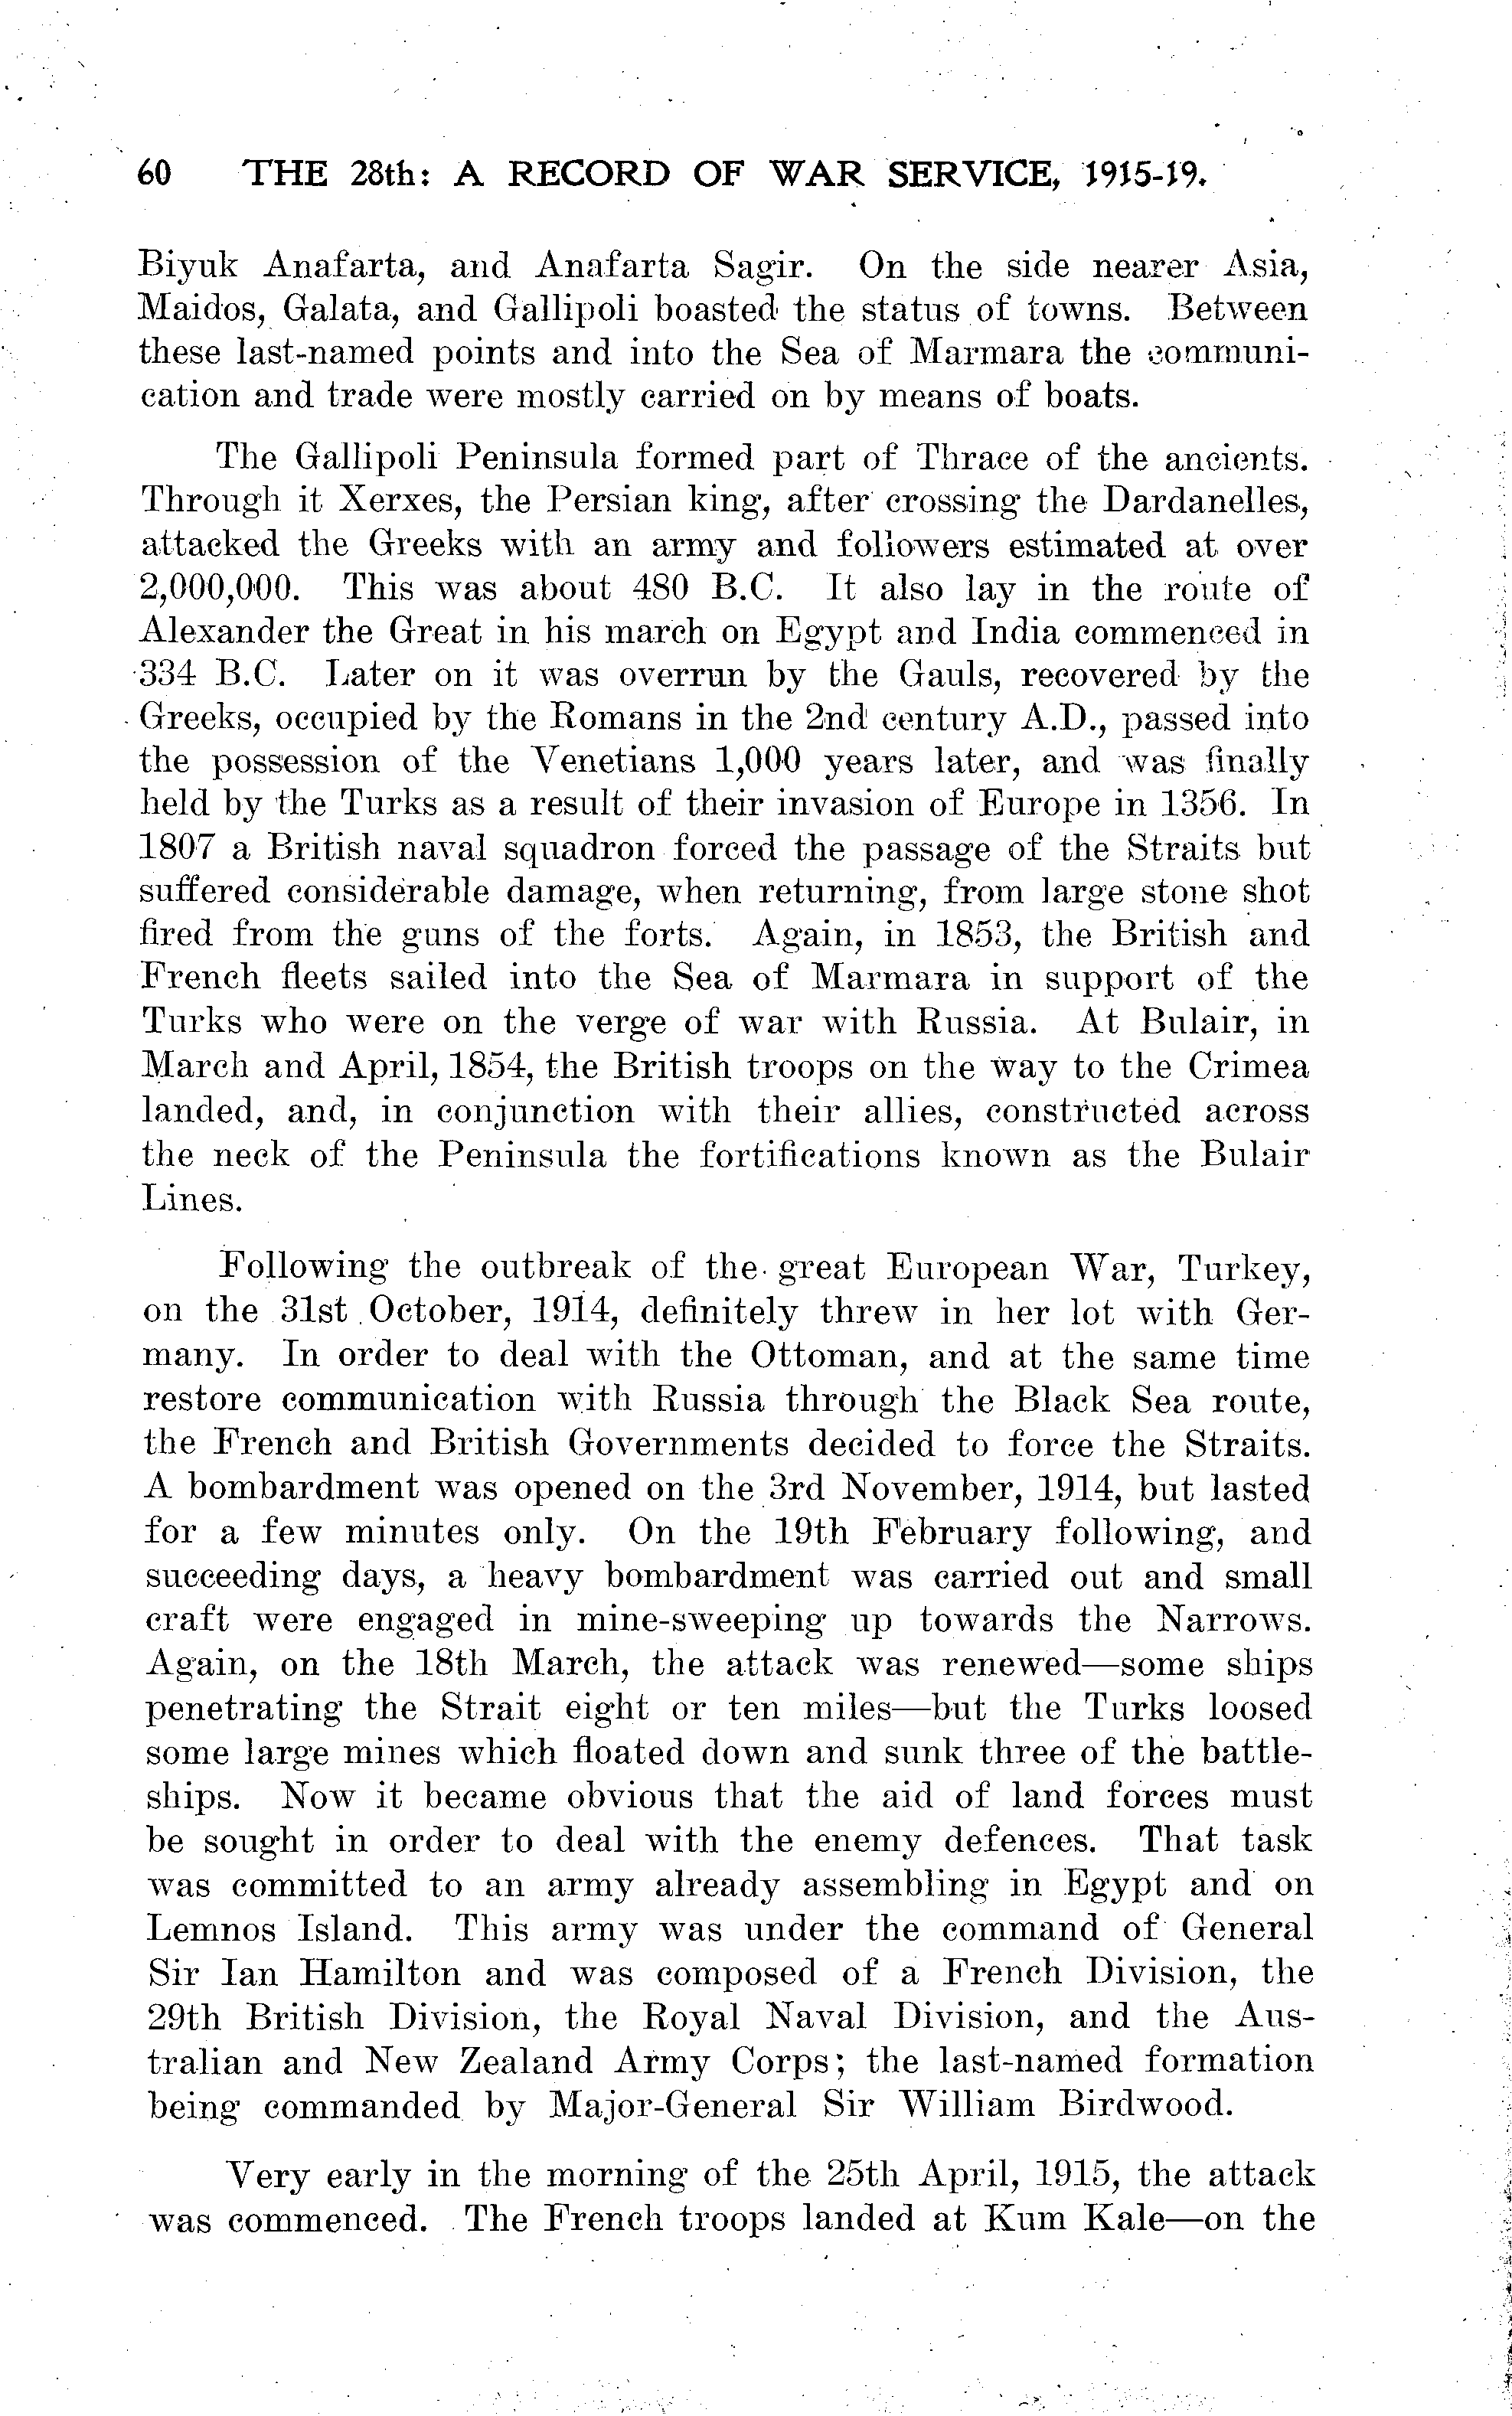 60 THE 28th: A RECORD OF WAR SERVICE, 1915-19.
Biyuk Anafarta, and Anafarta Sagir. On the side nearer Asia,
Maidos, Galata, and Gallipoli boasted the status of towns. Between
these last-named points and into the Sea of Marmara the communi-
cation and trade were mostly carried on by means of boats.
The Gallipoli Peninsula formed part of Thrace of the ancients.
Through it Xerxes, the Persian king, after crossing the Dardanelles,
attacked the Greeks with an army and followers estimated at over
2,000,000. This was about 480 B.C. It also lay in the route of
Alexander the Great in his march on Egypt and India commenced in
334 B.C. Later on it was overrun by the Gauls, recovered by the
Greeks, occupied by the Romans in the 2nd century A.D., passed into
the possession of the Venetians 1,000 years later, and was finally
held by the Turks as a result of their invasion of Europe in 1356. In
1807 a British naval squadron forced the passage of the Straits but
suffered considerable damage, when returning, from large stone shot
fired from the guns of the forts. Again, in 1853, the British and
French fleets sailed into the Sea of Marmara in support of the
Turks who were on the verge of war with Russia. At Bulair, in
March and April, 1854, the British troops on the way to the Crimea
landed, and, in conjunction with their allies, constructed across
the neck of the Peninsula the fortifications known as the Bulair
Lines.
Following the outbreak of the great European War, Turkey,
on the 31st October, 1914, definitely threw in her lot with Ger-
many. In order to deal with the Ottoman, and at the same time
restore communication with Russia through the Black Sea route,
the French and British Governments decided to force the Straits.
A bombardment was opened on the 3rd November, 1914, but lasted
for a few minutes only. On the 19th February following, and
succeeding days, a heavy bombardment was carried out and small
craft were engaged in mine-sweeping up towards the Narrows.
Again, on the 18th March, the attack was renewed—some ships
penetrating the Strait eight or ten miles—but the Turks loosed
some large mines which floated down and sunk three of the battle-
ships. Now it became obvious that the aid of land forces must
be sought in order to deal with the enemy defences. That task
was committed to an army already assembling in Egypt and on
Lemnos Island. This army was under the command of General
Sir Ian Hamilton and was composed of a French Division, the
29th British Division, the Royal Naval Division, and the Aus-
tralian and New Zealand Army Corps; the last-named formation
being commanded by Major-General Sir William Birdwood.
Very early in the morning of the 25th April, 1915, the attack
was commenced. The French troops landed at Kum Kale—on the